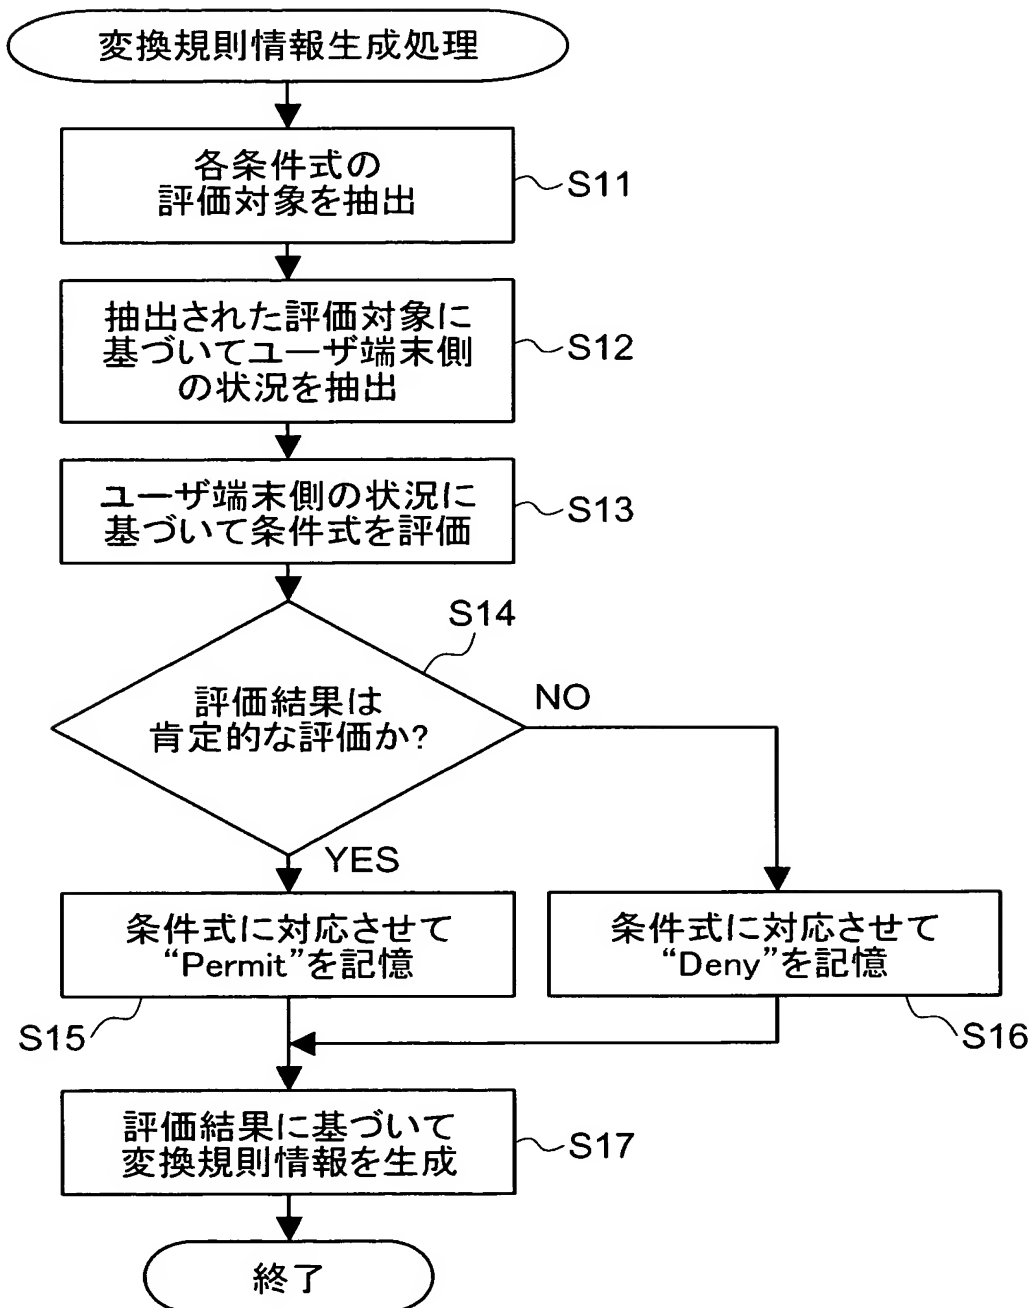 変換規則情報生成処理
各条件式の
評価対象を抽出
S11
抽出された評価対象に
基づいてユーザ端末側
の状況を抽出
S12
ユーザ端末側の状況に
基づいて条件式を評価
S13
S14
評価結果は
肯定的な評価か?
NO
YES
条件式に対応させて
“Permit”を記憶
S15
条件式に対応させて
“Deny”を記憶
S16
評価結果に基づいて
変換規則情報を生成
S17
終了